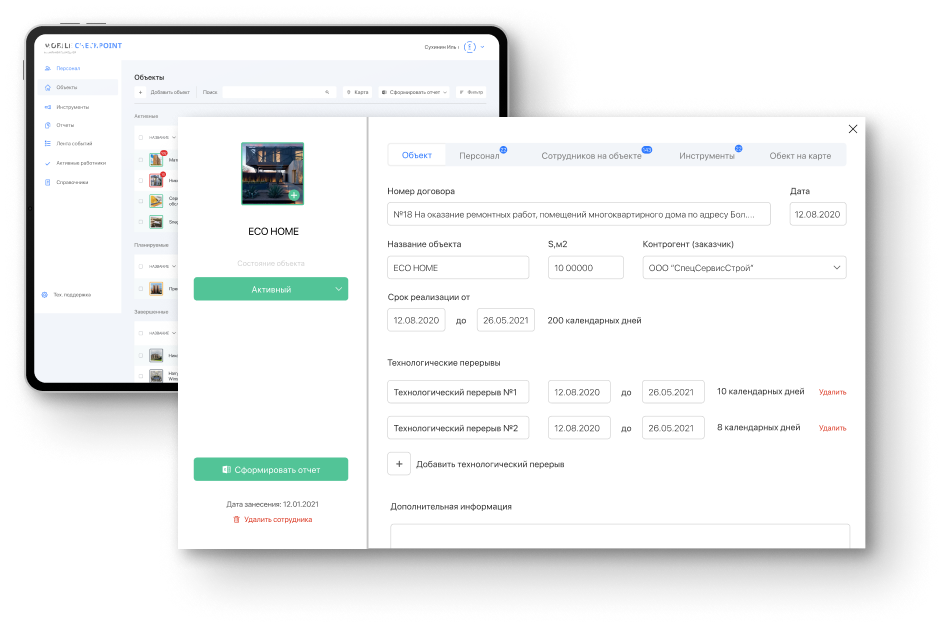 CHECKPOINT
Персонал
Объекты
Инструменты
Отчеты
Лента событий
Активные работники
Справочники
Тех. поддержка
Объекты
+ Добавить объект
Поиск
Карта
Сформировать отчет
Фильтр
Активные
НАЗВАНИЕ
Планируемые
НАЗВАНИЕ
Завершенные
НАЗВАНИЕ
ECO HOME
Состояние объекта
Активный
Сформировать отчет
Дата занесения: 12.01.2021
Удалить сотрудника
Объект
Персонал
Сотрудников на объекте
Инструменты
Обект на карте
Номер договора
Дата
№18 На оказание ремонтных работ, помещений многоквартирного дома по адресу Бол....
12.08.2020
Название объекта
S,м2
Контрогент (заказчик)
ECO HOME
10 00000
ООО "СпецСервисСтрой"
Срок реализации от
12.08.2020 до 26.05.2021 200 календарных дней
Технологические перерывы
Технологический перерыв №1 12.08.2020 до 26.05.2021 10 календарных дней Удалить
Технологический перерыв №2 12.08.2020 до 26.05.2021 8 календарных дней Удалить
+ Добавить технологический перерыв
Дополнительная информация